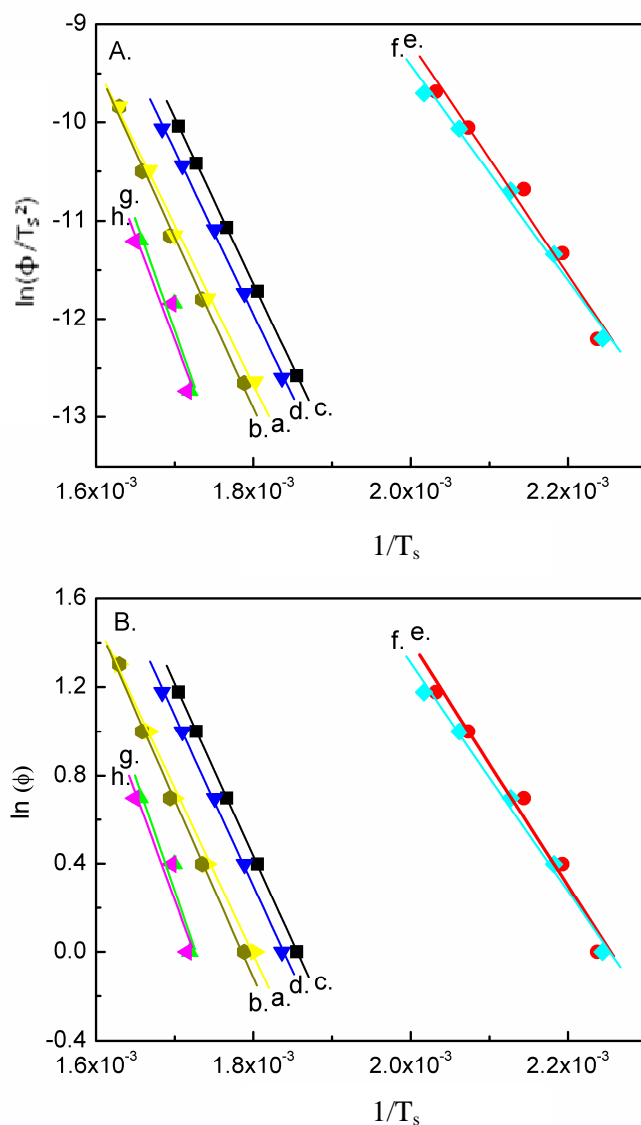 A.
f. e.
g.
h.
b. a. d. c.
-9
-10
-11
-12
-13
ln(Φ/Tₛ²)
1.6x10⁻³ 1.8x10⁻³ 2.0x10⁻³ 2.2x10⁻³
1/Tₛ
B.
f. e.
g.
h.
b. a. d. c.
1.6
1.2
0.8
0.4
0.0
-0.4
ln (ϕ)
1.6x10⁻³ 1.8x10⁻³ 2.0x10⁻³ 2.2x10⁻³
1/Tₛ